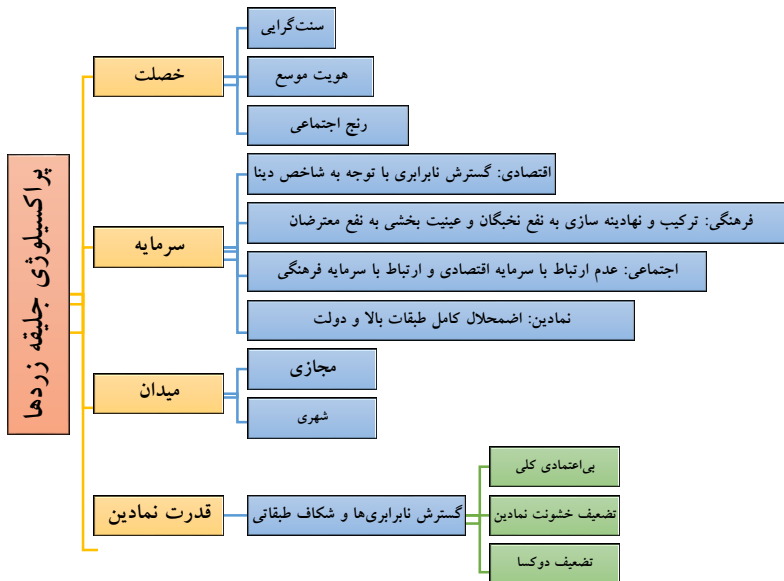 پراکسیلوژی جلیقه زردها
خصلت
سنت‌گرایی
هویت موسع
رنج اجتماعی
سرمایه
اقتصادی: گسترش نابرابری با توجه به شاخص دینا
فرهنگی: ترکیب و نهادینه سازی به نفع نخبگان و عینیت بخشی به نفع معترضان
اجتماعی: عدم ارتباط با سرمایه اقتصادی و ارتباط با سرمایه فرهنگی
نمادین: اضمحلال کامل طبقات بالا و دولت
میدان
مجازی
شهری
قدرت نمادین
گسترش نابرابری‌ها و شکاف طبقاتی
بی‌اعتمادی کلی
تضعیف خشونت نمادین
تضعیف دوکسا